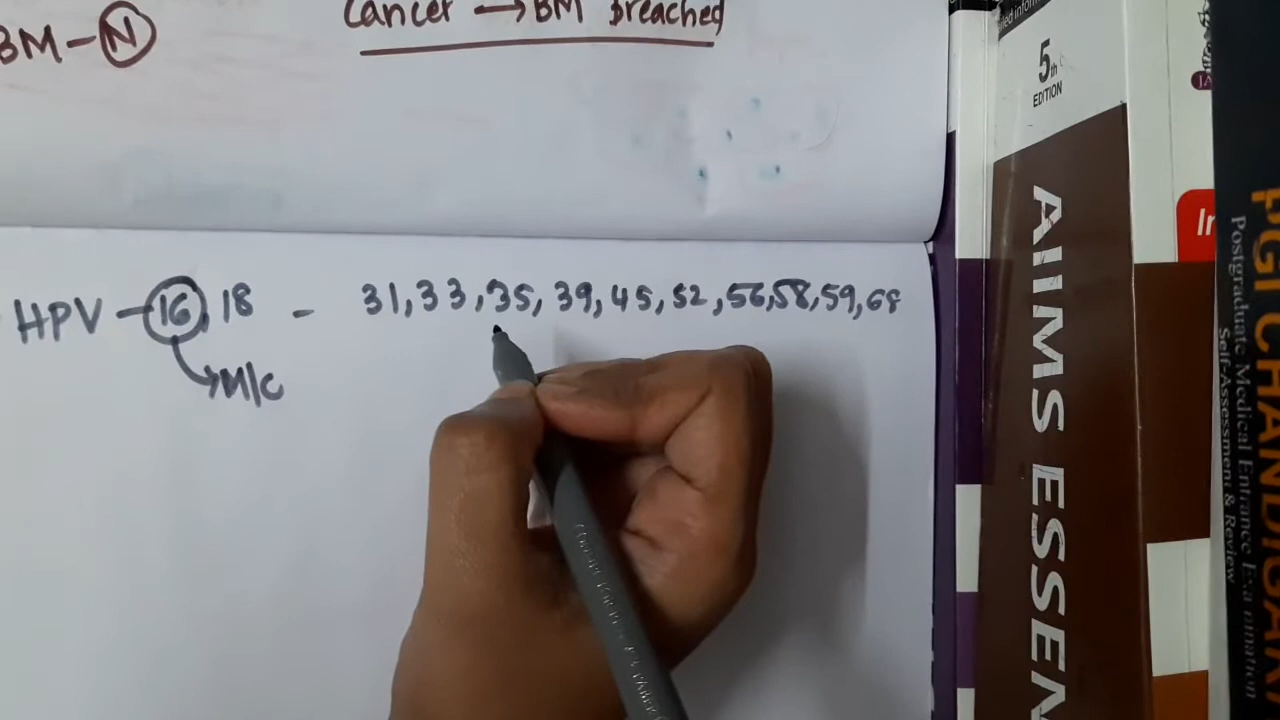 Cancer → BM breached
BM - N
HPV - 16, 18 - 31, 33, 35, 39, 45, 52, 56, 58, 59, 68
M/C
5th
EDITION
AIIMS ESSEN
PGI CHANDIGAR
Postgraduate Medical Entrance Examination
Self-Assessment & Review